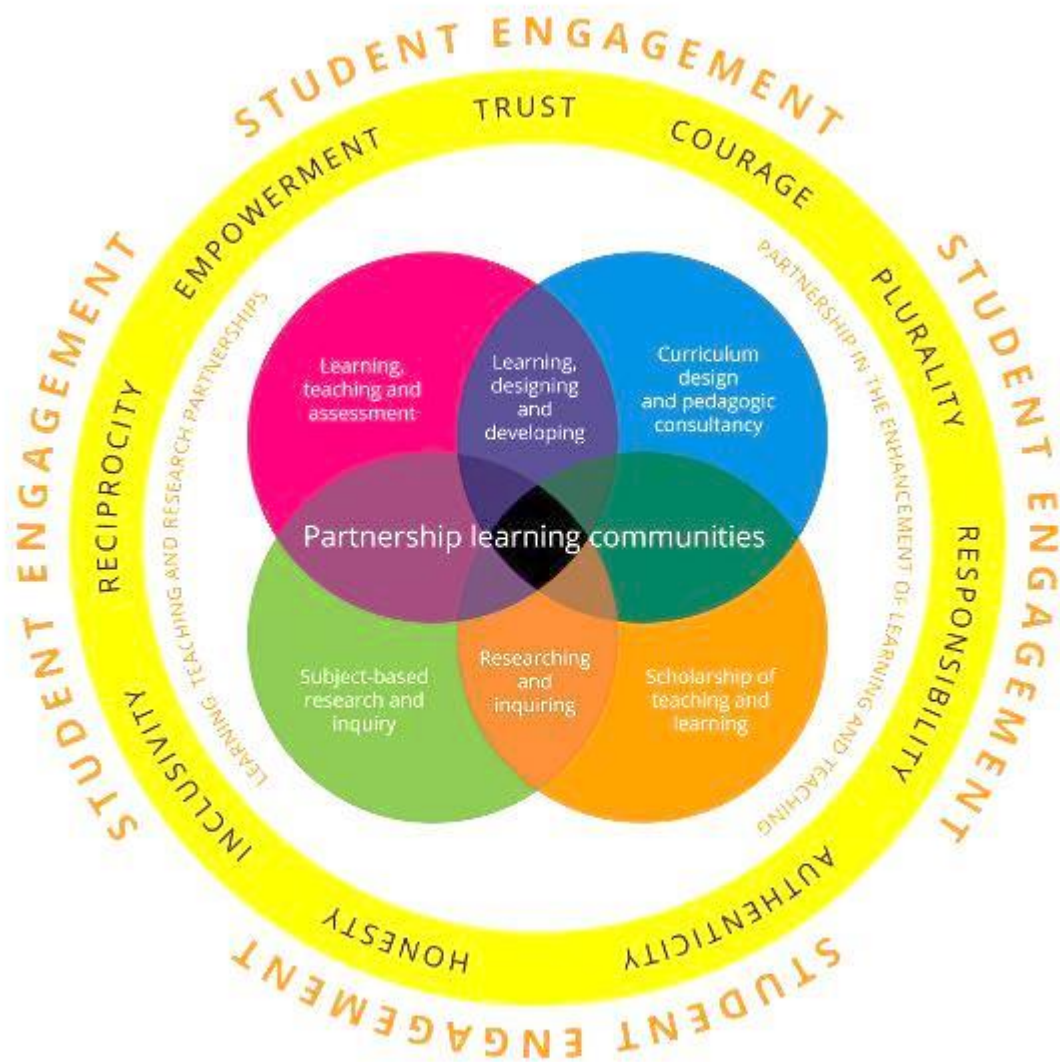 STUDENT ENGAGEMENT
STUDENT ENGAGEMENT
STUDENT ENGAGEMENT
STUDENT ENGAGEMENT
TRUST
COURAGE
PLURALITY
RESPONSIBILITY
AUTHENTICITY
HONESTY
INCLUSIVITY
RECIPROCITY
EMPOWERMENT
LEARNING TEACHING AND RESEARCH PARTNERSHIPS
PARTNERSHIP IN THE ENHANCEMENT OF LEARNING AND TEACHING
Learning,
teaching and
assessment
Learning,
designing
and
developing
Curriculum
design
and pedagogic
consultancy
Partnership learning communities
Subject-based
research and
inquiry
Researching
and
inquiring
Scholarship of
teaching and
learning